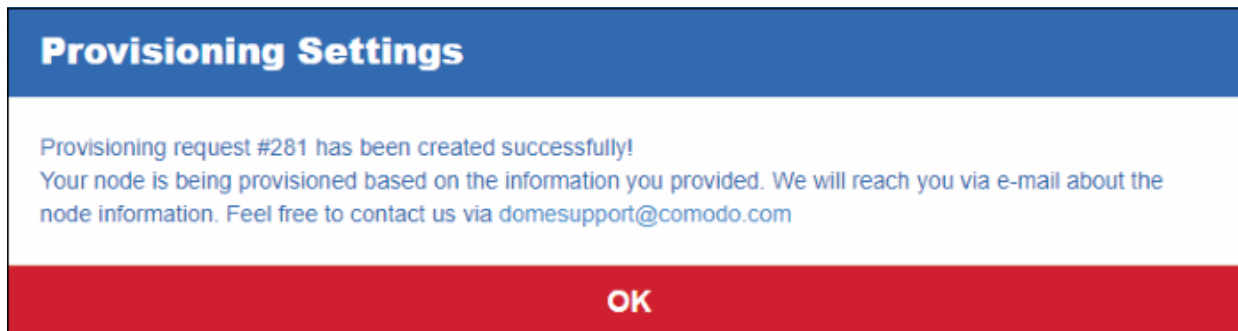 Provisioning Settings
Provisioning request #281 has been created successfully!
Your node is being provisioned based on the information you provided. We will reach you via e-mail about the
node information. Feel free to contact us via domesupport@comodo.com
OK